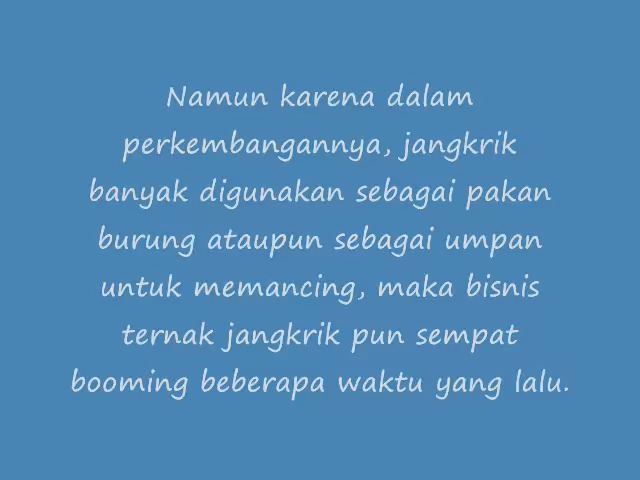 Namun karena dalam
perkembangannya, jangkrik
banyak digunakan sebagai pakan
burung ataupun sebagai umpan
untuk memancing, maka bisnis
ternak jangkrik pun sempat
booming beberapa waktu yang lalu.